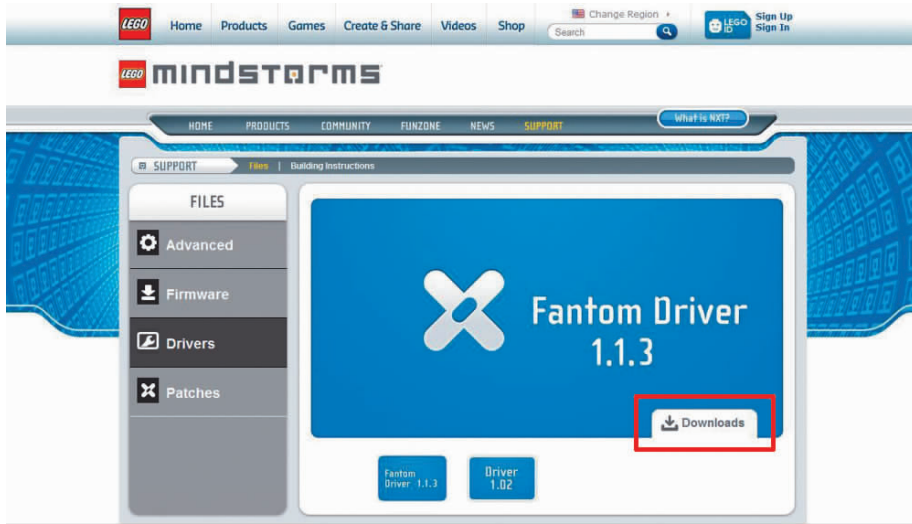 LEGO Home Products Games Create & Share Videos Shop
Change Region
Search
LEGO ID
Sign Up
Sign In
LEGO mindstorms
HOME PRODUCTS COMMUNITY FUNZONE NEWS SUPPORT
What is NXT?
SUPPORT Files | Building Instructions
FILES
Advanced
Firmware
Drivers
Patches
Fantom Driver
1.1.3
Downloads
Fantom
Driver 1.1.3
Driver
1.02